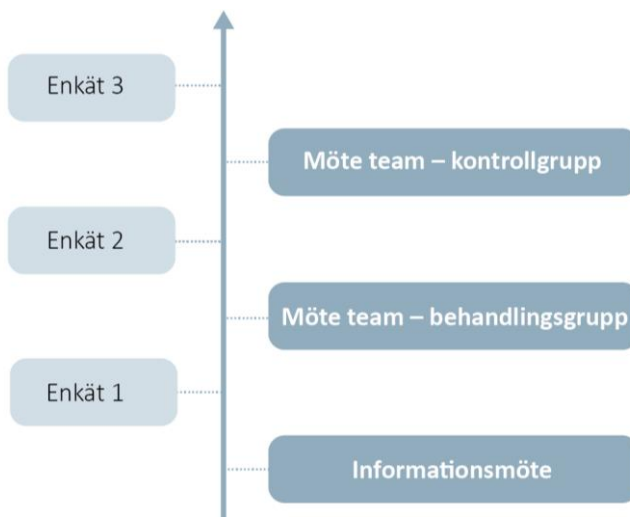 Enkät 3
Möte team – kontrollgrupp
Enkät 2
Möte team – behandlingsgrupp
Enkät 1
Informationsmöte